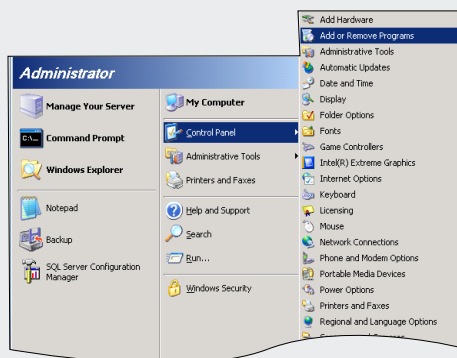 Administrator
Manage Your Server
C:\_
Command Prompt
Windows Explorer
Notepad
Backup
SQL Server Configuration
Manager
My Computer
Control Panel
Administrative Tools
Printers and Faxes
Help and Support
Search
Run...
Windows Security
Add Hardware
Add or Remove Programs
Administrative Tools
Automatic Updates
Date and Time
Display
Folder Options
Fonts
Game Controllers
Intel(R) Extreme Graphics
Internet Options
Keyboard
Licensing
Mouse
Network Connections
Phone and Modem Options
Portable Media Devices
Power Options
Printers and Faxes
Regional and Language Options